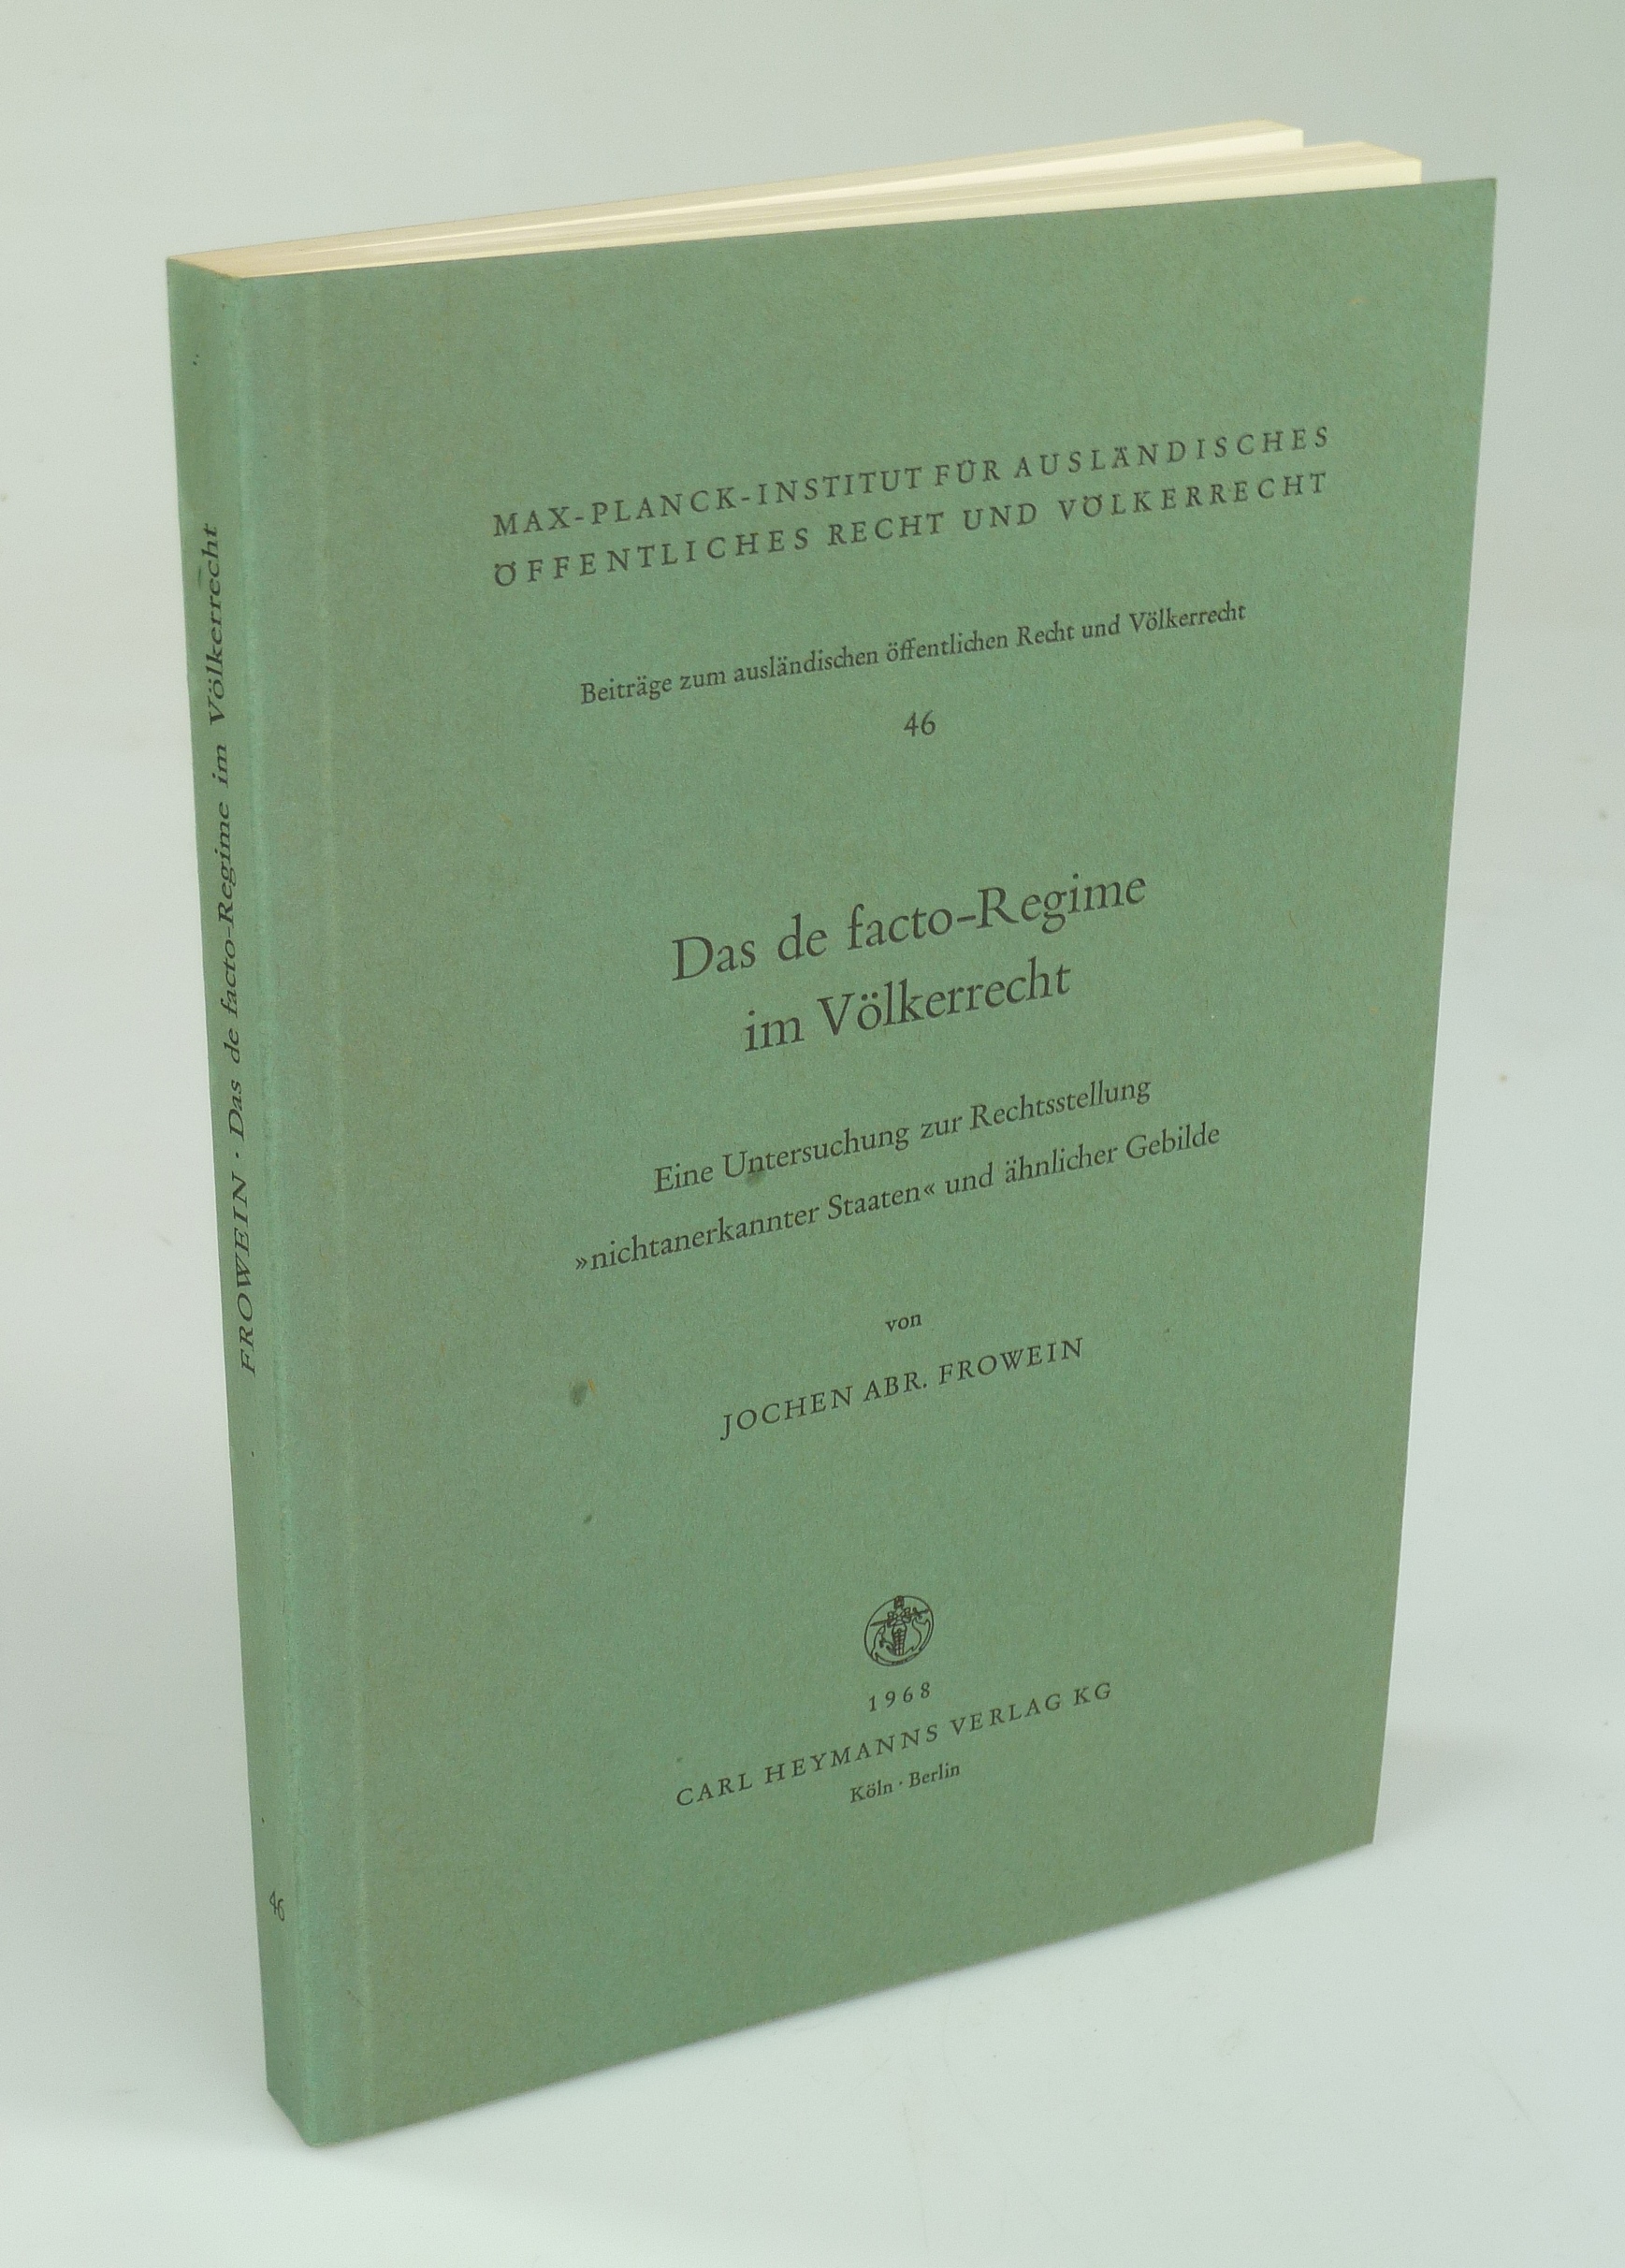 MAX-PLANCK-INSTITUT FÜR AUSLÄNDISCHES
ÖFFENTLICHES RECHT UND VÖLKERRECHT
Beiträge zum ausländischen öffentlichen Recht und Völkerrecht
46
Das de facto-Regime
im Völkerrecht
Eine Untersuchung zur Rechtsstellung
»nichtanerkannter Staaten« und ähnlicher Gebilde
von
JOCHEN ABR. FROWEIN
1968
CARL HEYMANNS VERLAG KG
Köln · Berlin
FROWEIN · Das de facto-Regime im Völkerrecht
46